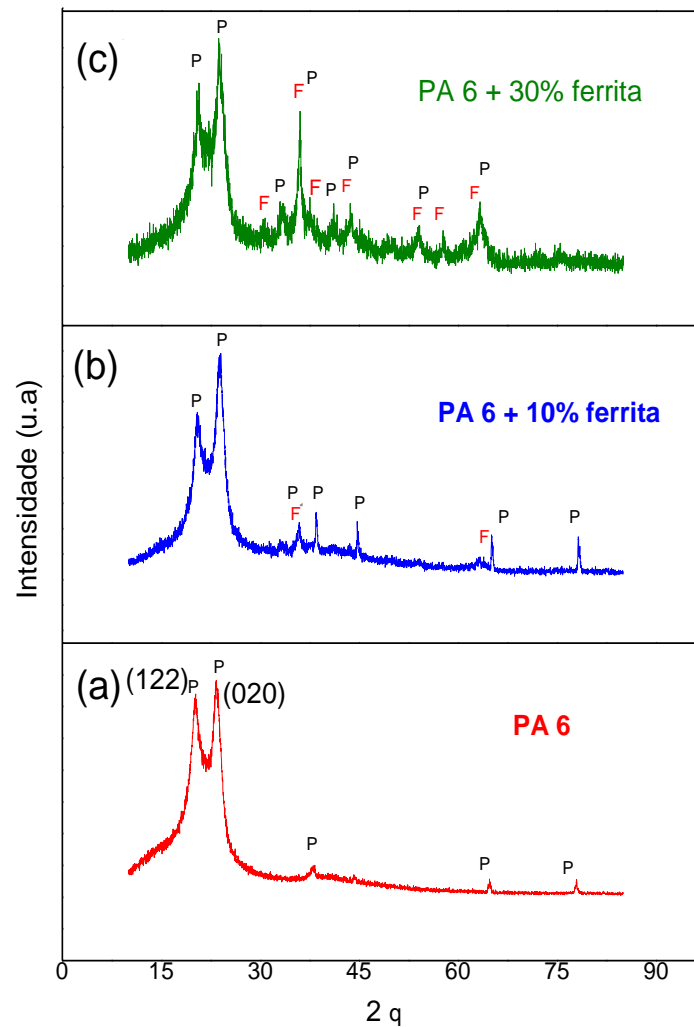 (c)
P
P
F
P
PA 6 + 30% ferrita
F
P
F
P
F
P
F
P
F
F
P
(b)
P
P
PA 6 + 10% ferrita
P
F
P
P
F
P
P
(a)
(122)
P
P
(020)
PA 6
P
P
P
Intensidade (u.a)
0 15 30 45 60 75 90
2 q